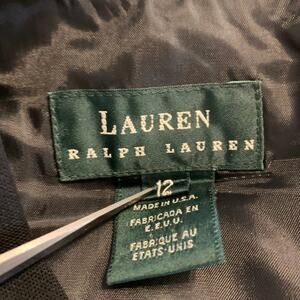 LAUREN
RALPH LAUREN
12
MADE IN U.S.A.
FABRICADA EN
E.E.U.U.
FABRIQUE AU
ETATS-UNIS